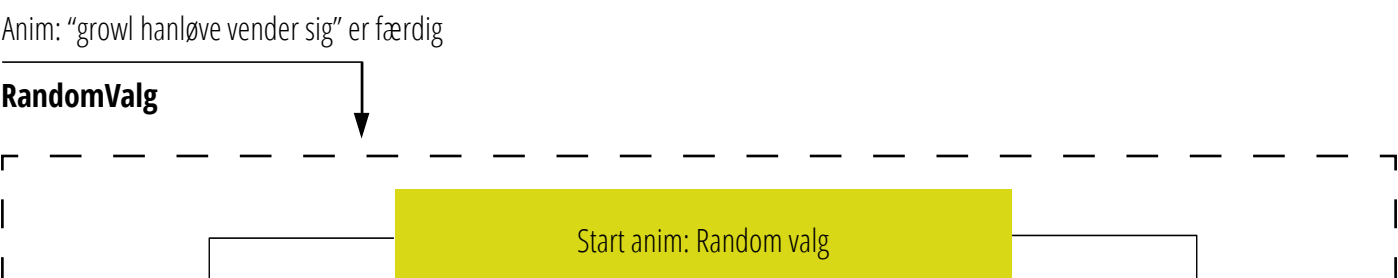 Anim: “growl hanløve vender sig” er færdig
RandomValg
Start anim: Random valg